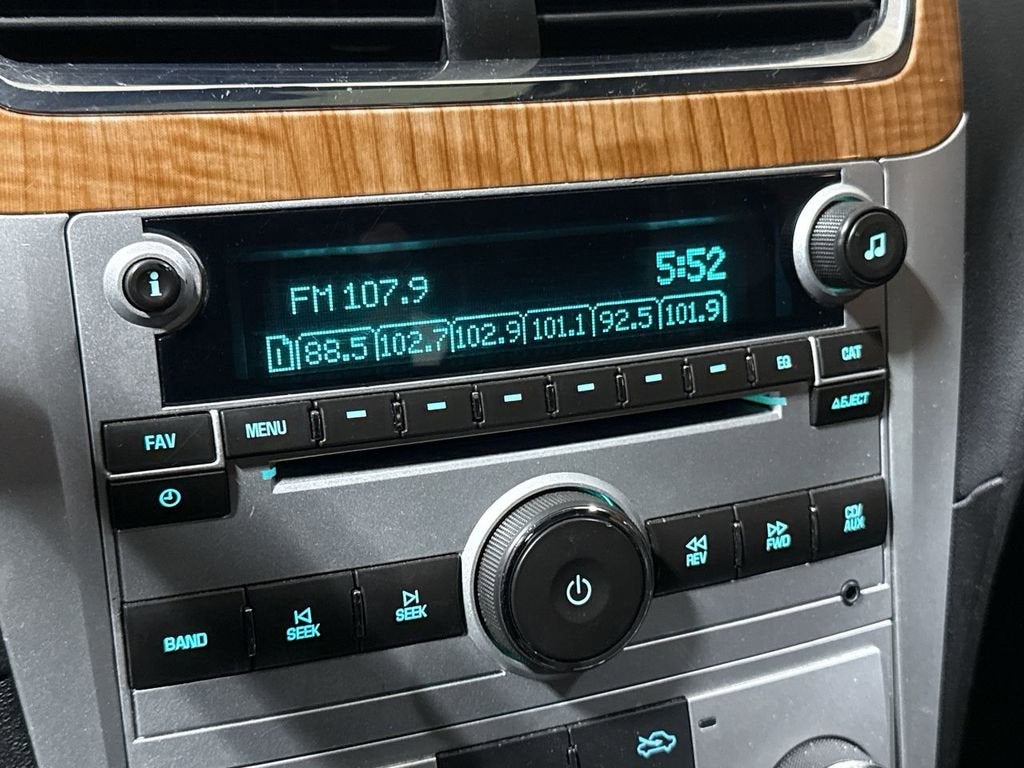 i
FM 107.9
5:52
1 88.5 102.7 102.9 101.1 92.5 101.9
FAV
MENU
EQ
CAT
EJECT
BAND
SEEK
SEEK
REV
FWD
CD/
AUX